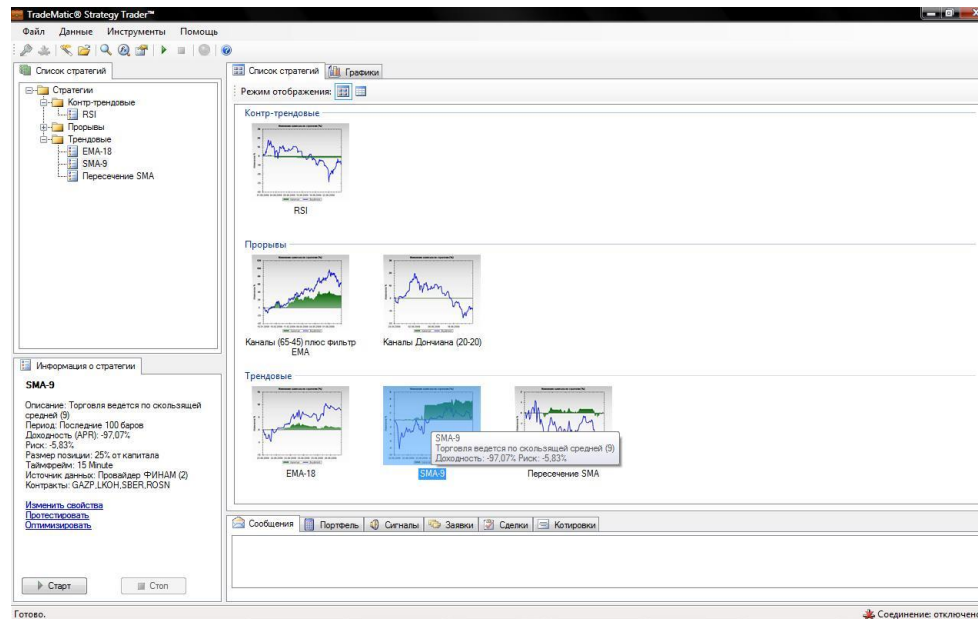 TradeMatic® Strategy Trader™
Файл Данные Инструменты Помощь
Список стратегий
Стратегии
Контр-трендовые
RSI
Прорывы
Трендовые
EMA-18
SMA-9
Пересечение SMA
Информация о стратегии
SMA-9
Описание: Торговля ведется по скользящей
средней (9)
Период: Последние 100 баров
Доходность (APR): -97,07%
Риск: -5,83%
Размер позиции: 25% от капитала
Таймфрейм: 15 Minute
Источник данных: Провайдер ФИНАМ (2)
Контракты: GAZP,LKOH,SBER,ROSN
Изменить свойства
Протестировать
Оптимизировать
Старт Стоп
Список стратегий Графики
Режим отображения:
Контр-трендовые
RSI
Прорывы
Каналы (65-45) плюс фильтр
EMA
Каналы Дончиана (20-20)
Трендовые
EMA-18
SMA-9
Пересечение SMA
SMA-9
Торговля ведется по скользящей средней (9)
Доходность: -97,07% Риск: -5,83%
Сообщения Портфель Сигналы Заявки Сделки Котировки
Готово.
Соединение: отключено